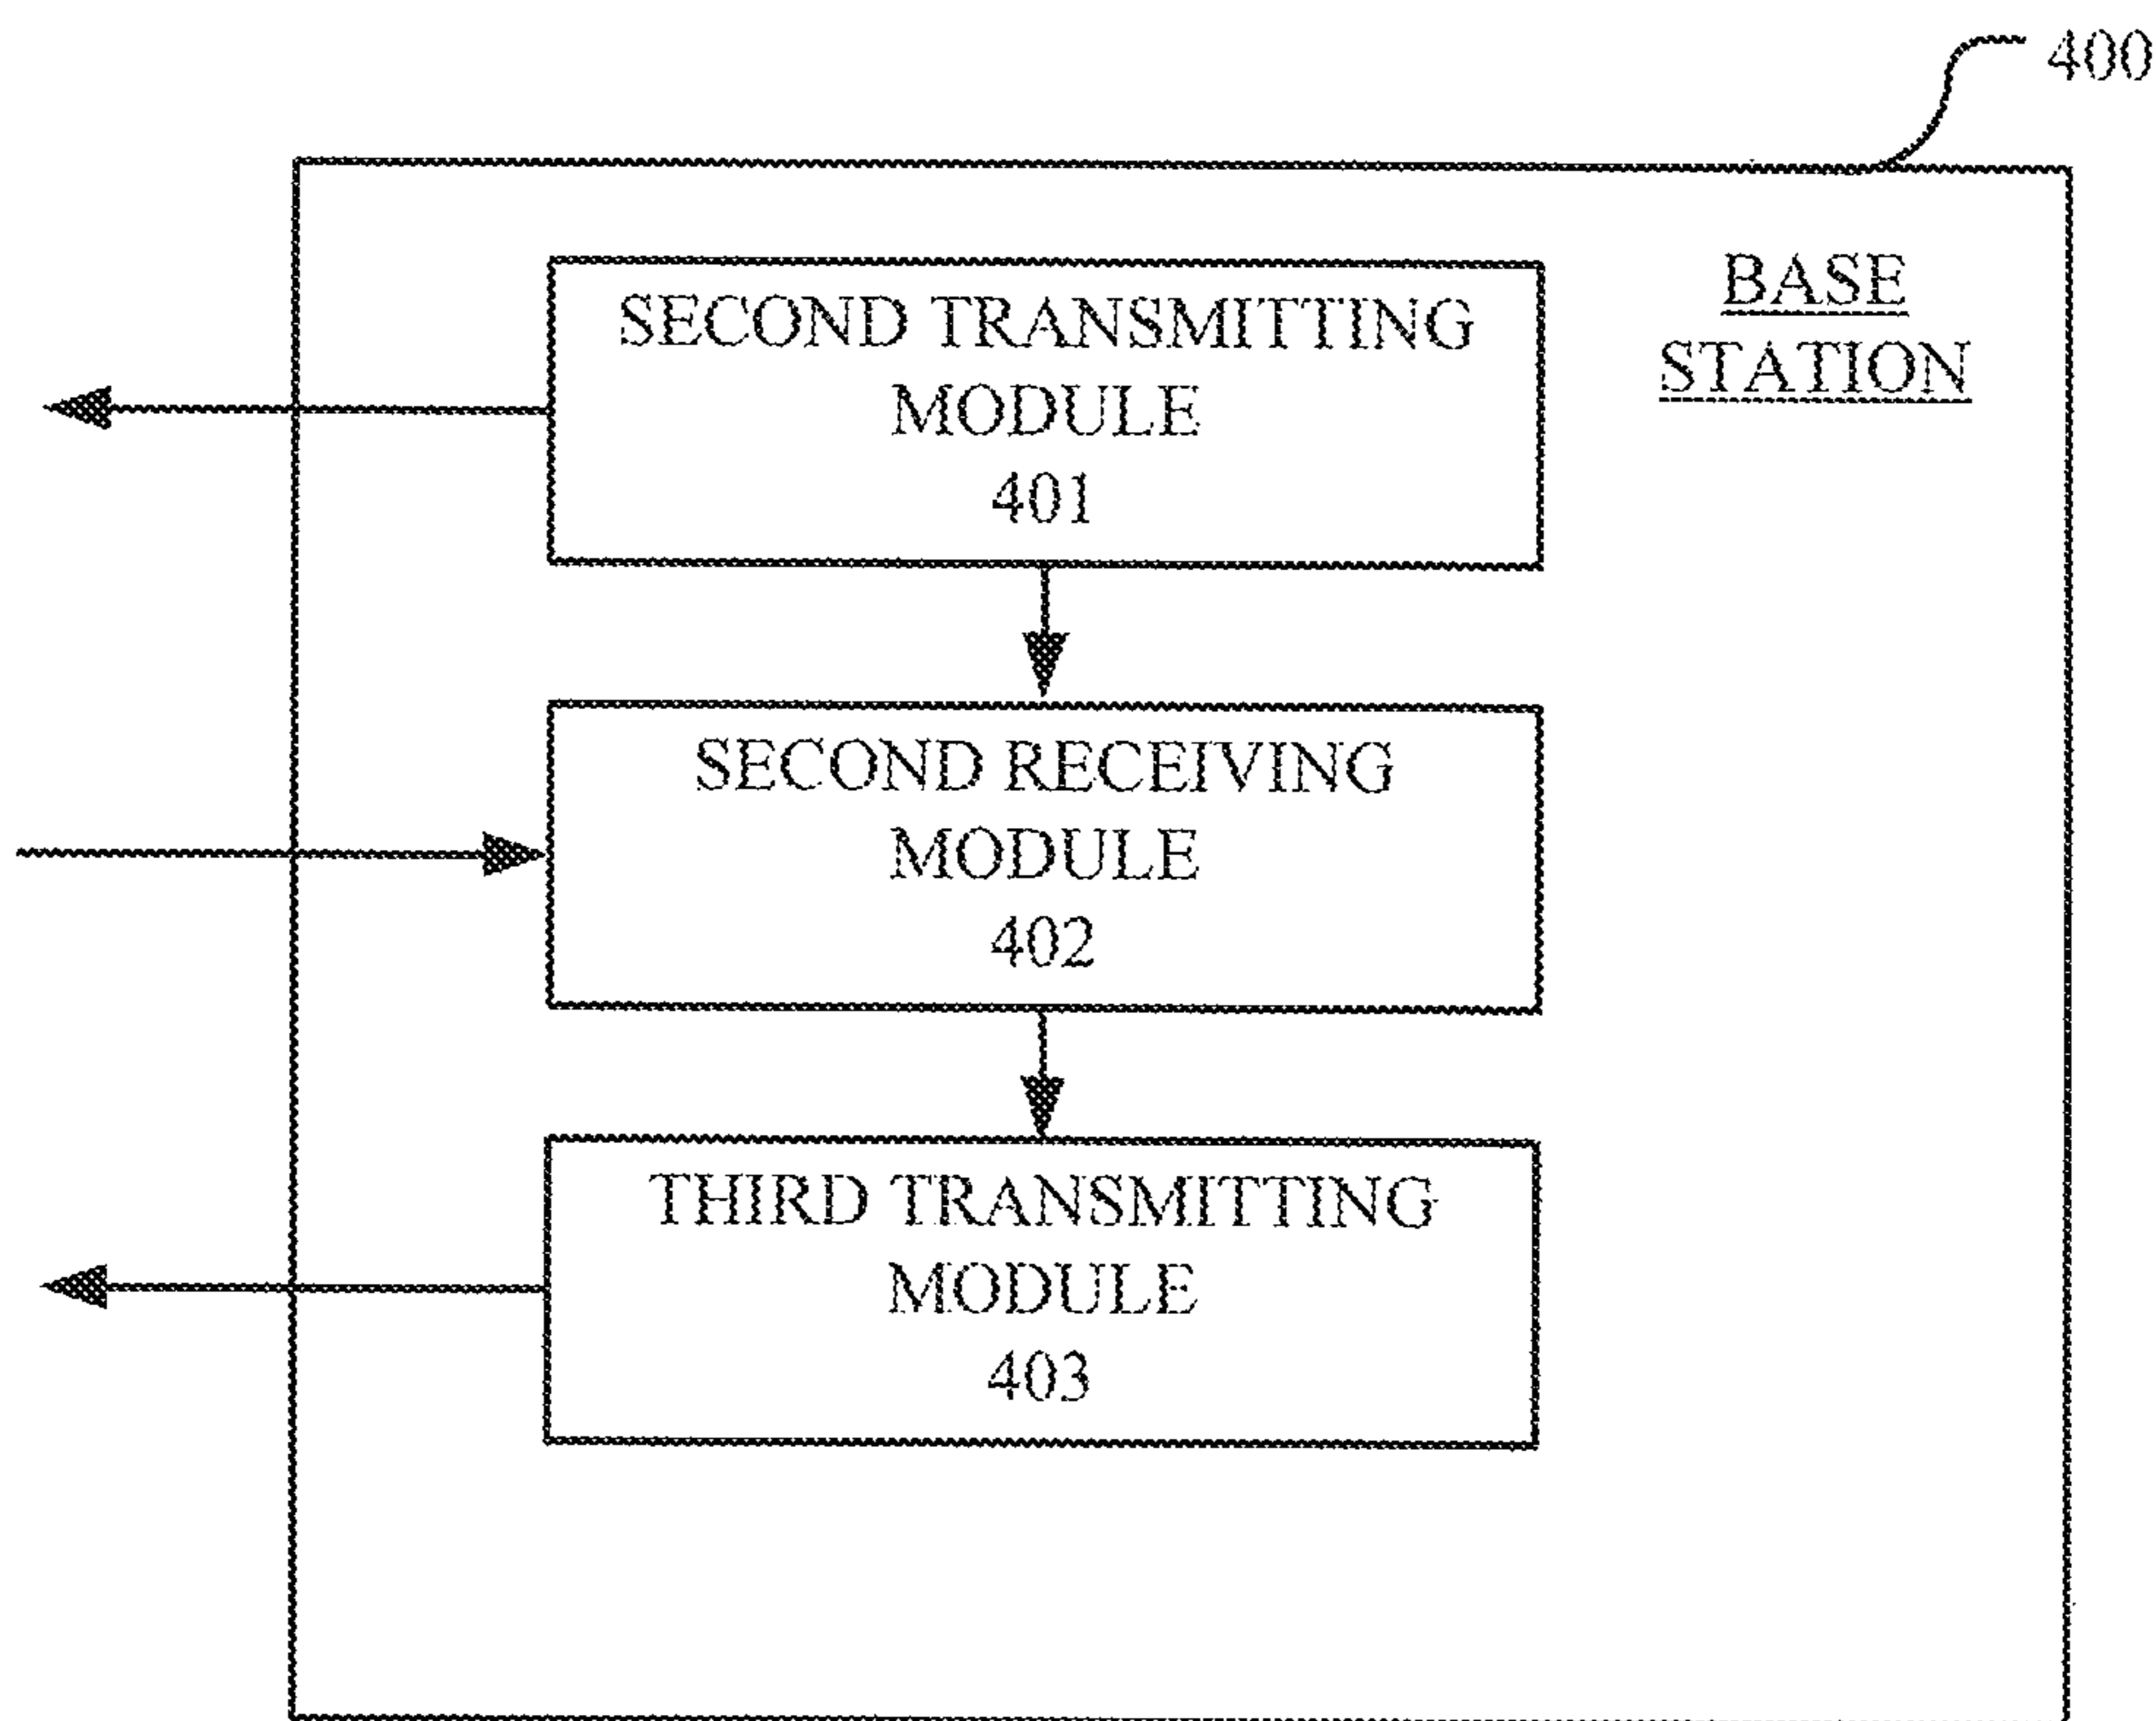 400
BASE
STATION
SECOND TRANSMITTING
MODULE
401
SECOND RECEIVING
MODULE
402
THIRD TRANSMITTING
MODULE
403